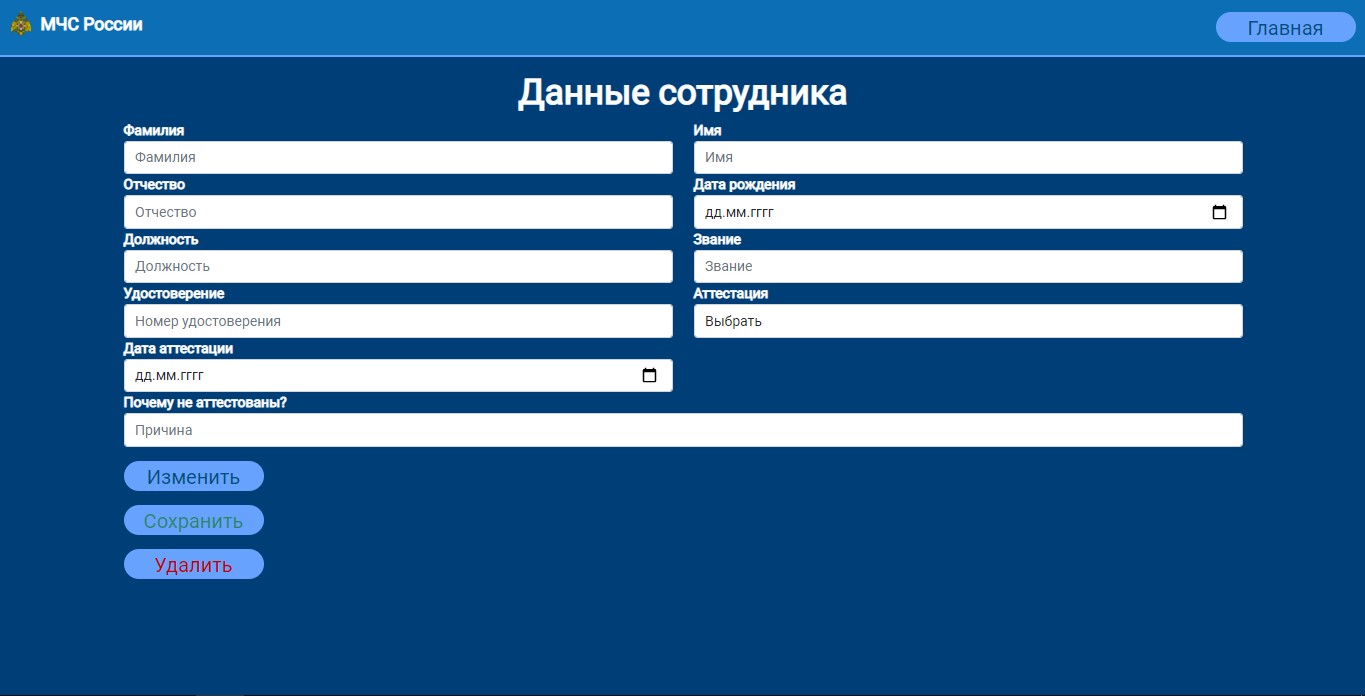 МЧС России
Главная
Данные сотрудника
Фамилия
Имя
Фамилия
Имя
Отчество
Дата рождения
Отчество
дд.мм.гггг
Должность
Звание
Должность
Звание
Удостоверение
Аттестация
Номер удостоверения
Выбрать
Дата аттестации
дд.мм.гггг
Почему не аттестованы?
Причина
Изменить
Сохранить
Удалить